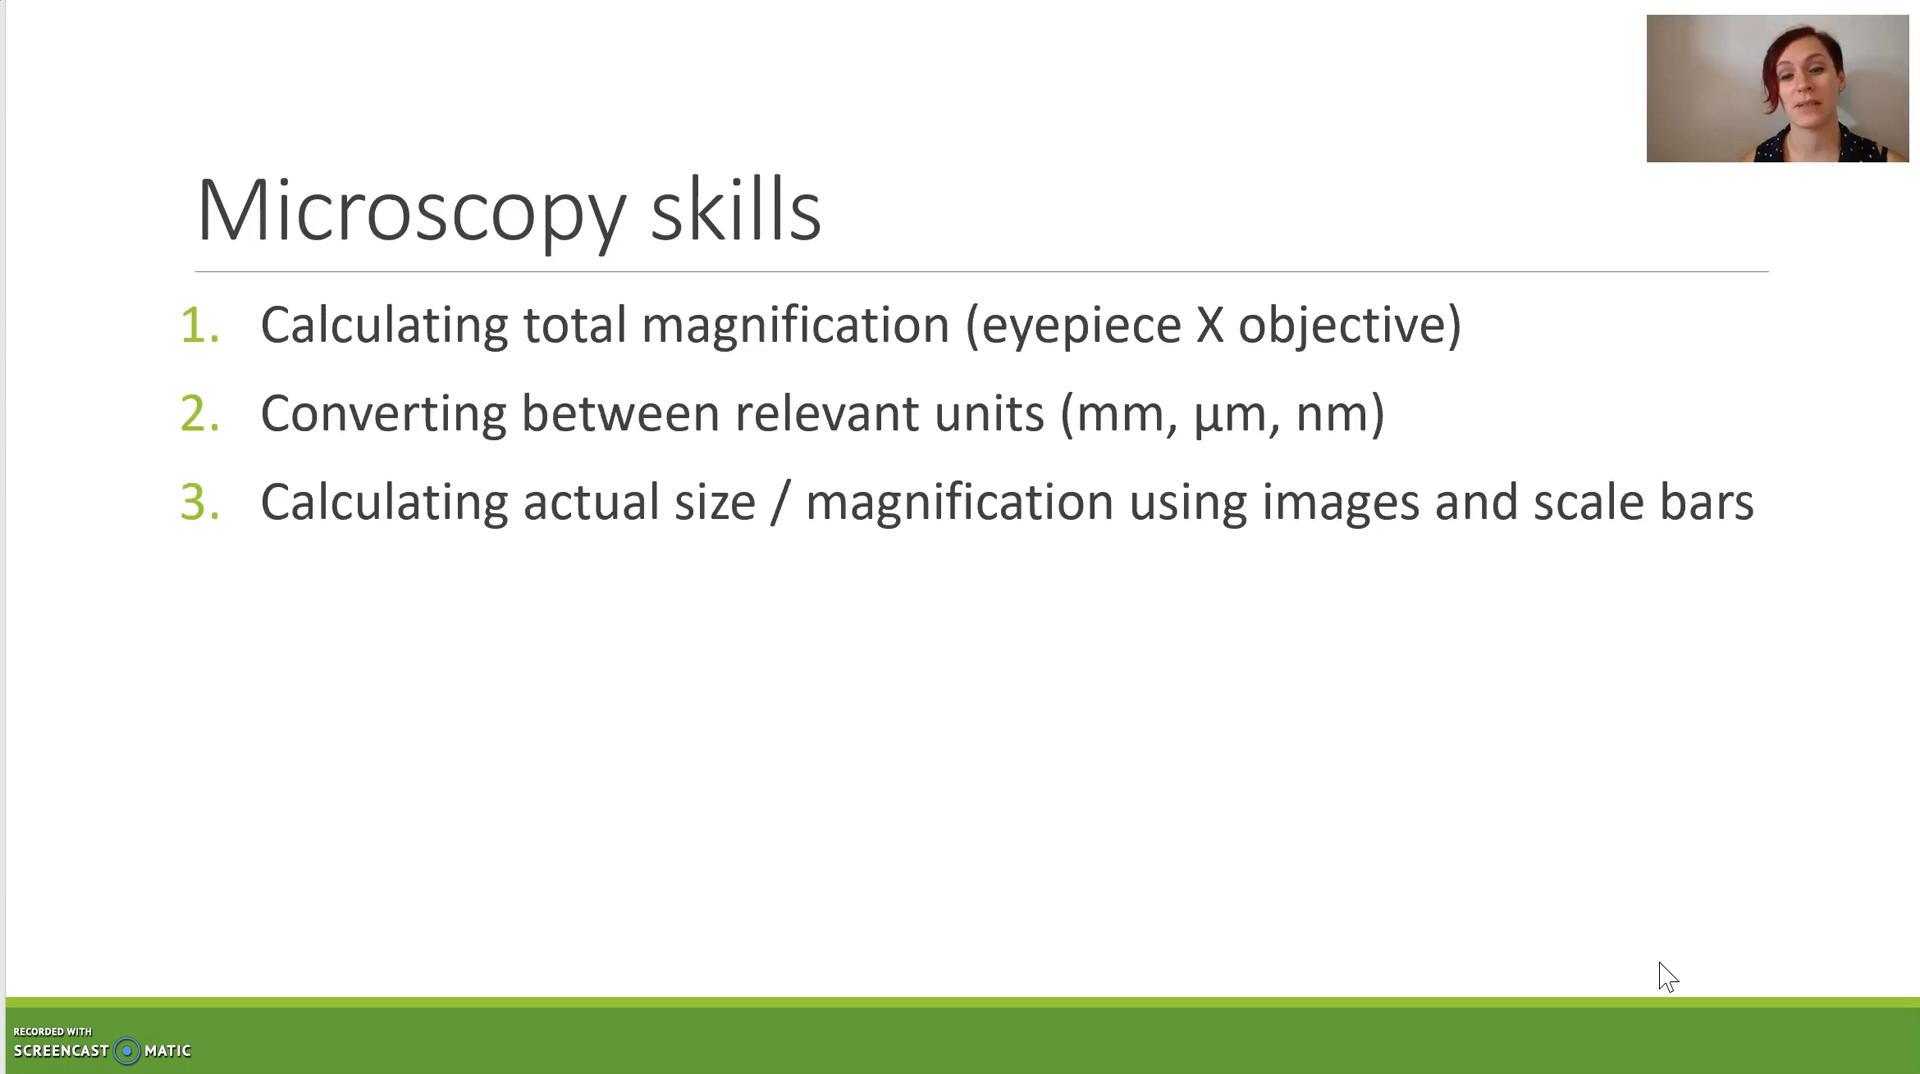 Microscopy skills
1. Calculating total magnification (eyepiece X objective)
2. Converting between relevant units (mm, µm, nm)
3. Calculating actual size / magnification using images and scale bars
RECORDED WITH
SCREENCAST MATIC